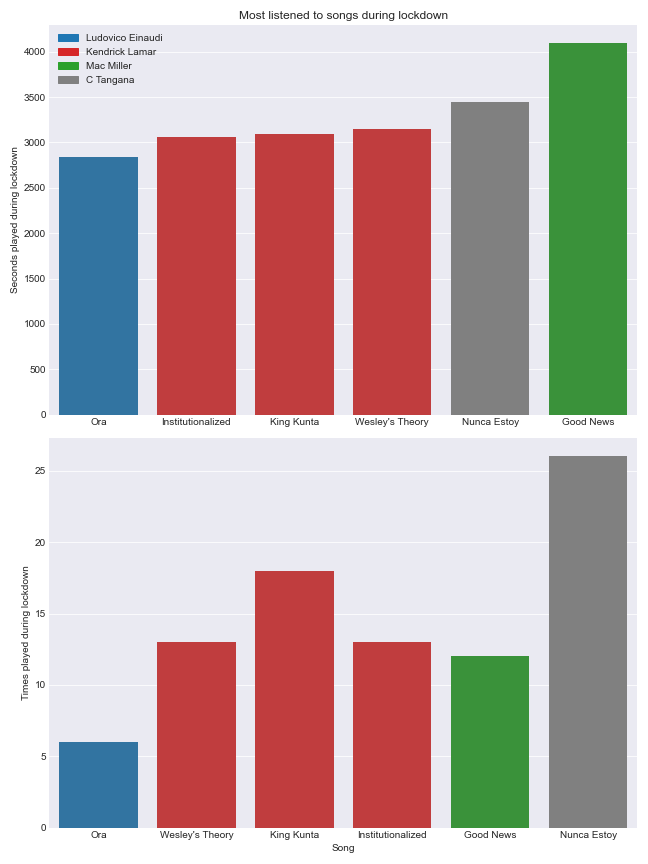 Most listened to songs during lockdown
Ludovico Einaudi
Kendrick Lamar
Mac Miller
C Tangana
Seconds played during lockdown
4000
3500
3000
2500
2000
1500
1000
500
0
Ora Institutionalized King Kunta Wesley's Theory Nunca Estoy Good News
Times played during lockdown
25
20
15
10
5
0
Ora Wesley's Theory King Kunta Institutionalized Good News Nunca Estoy
Song